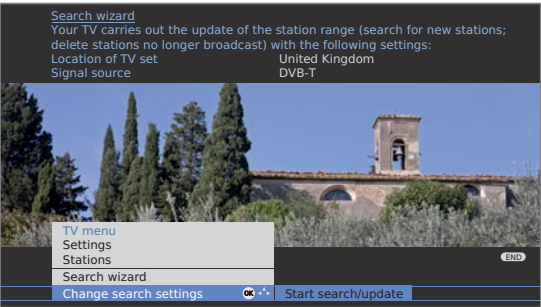 Search wizard
Your TV carries out the update of the station range (search for new stations;
delete stations no longer broadcast) with the following settings:
Location of TV set United Kingdom
Signal source DVB-T
TV menu
Settings
Stations
END
Search wizard
Change search settings OK Start search/update